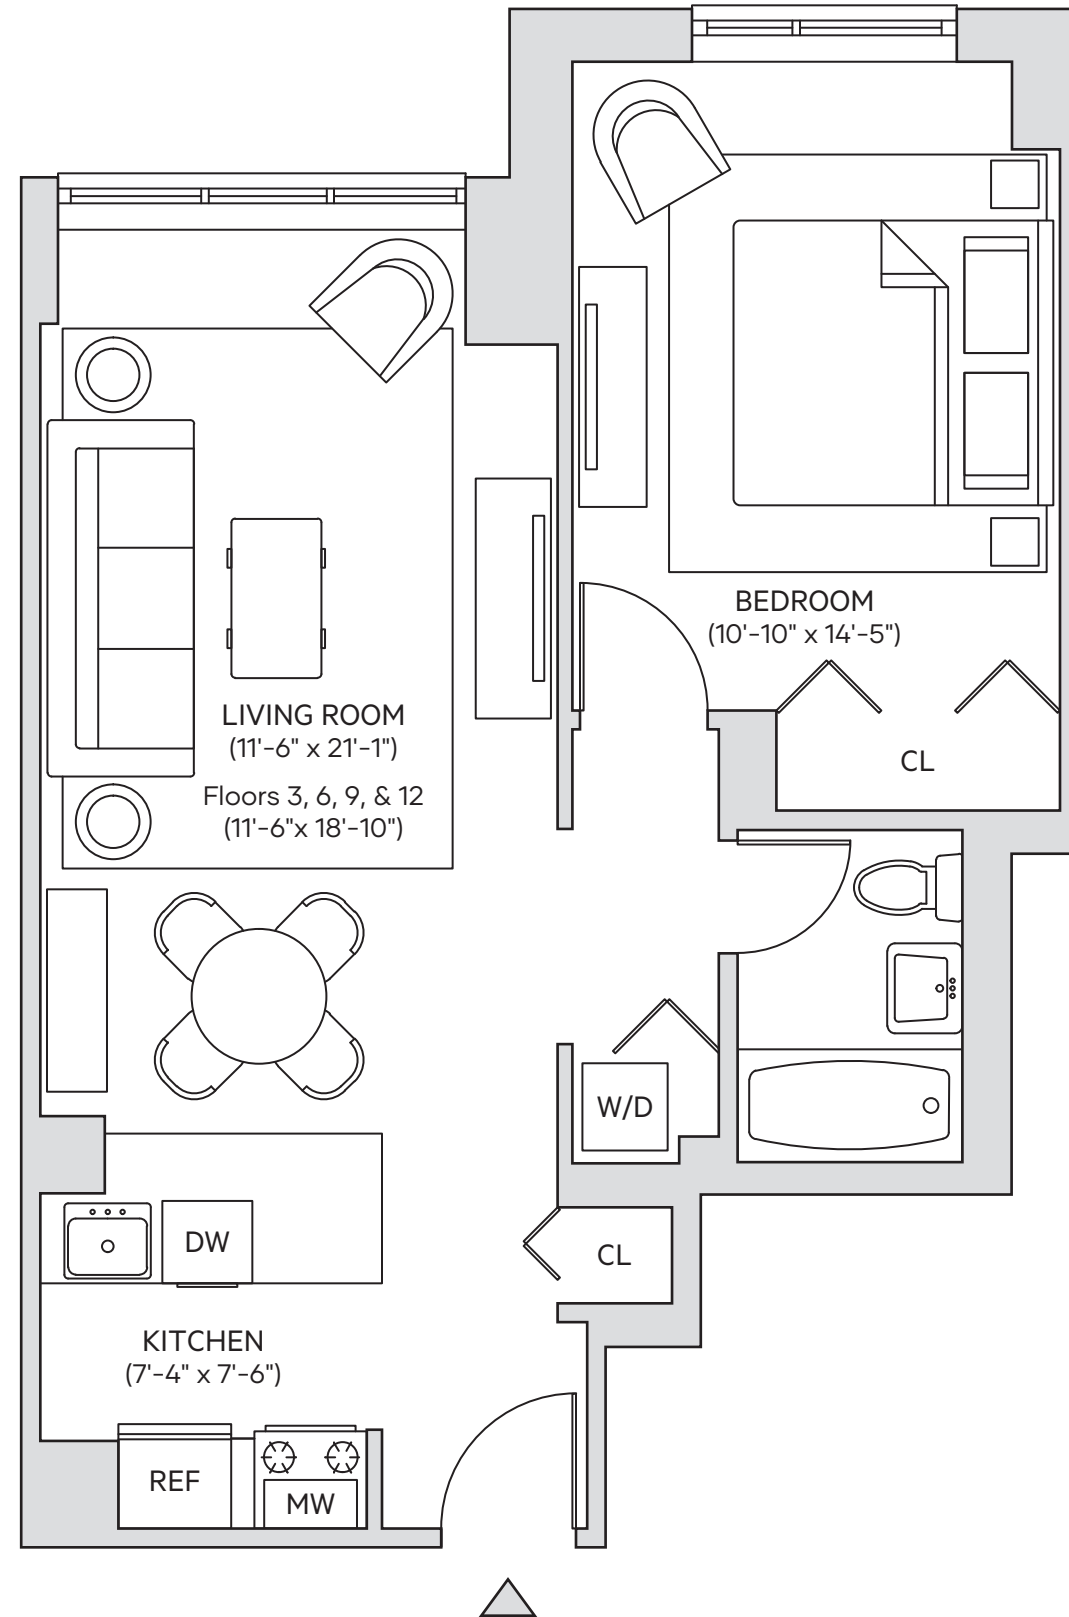 BEDROOM
(10'-10" x 14'-5")
LIVING ROOM
(11'-6" x 21'-1")
Floors 3, 6, 9, & 12
(11'-6"x 18'-10")
CL
W/D
DW
CL
KITCHEN
(7'-4" x 7'-6")
REF
MW